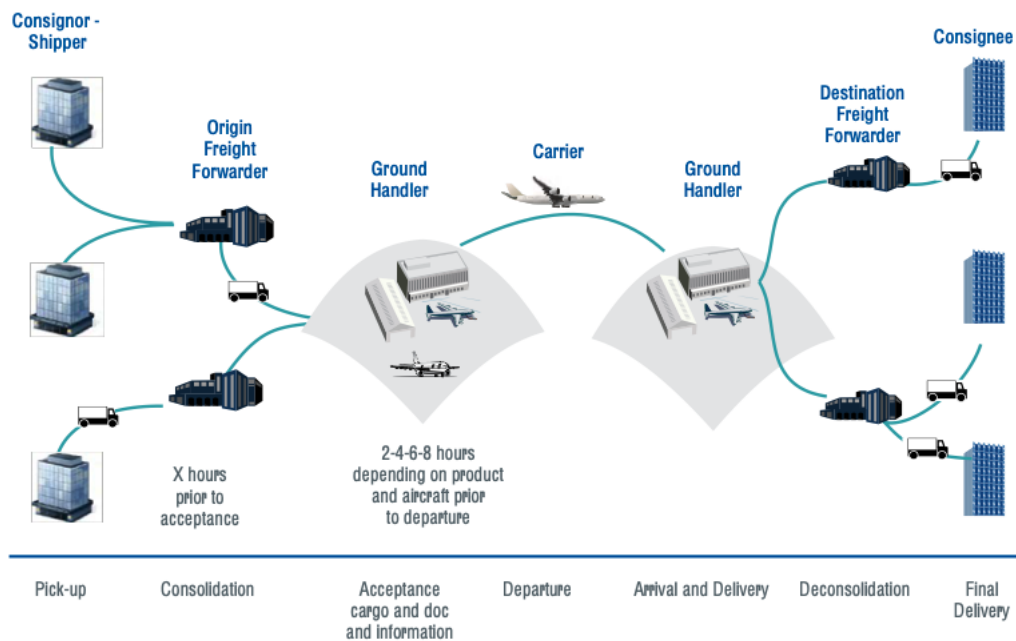 Consignor -
Shipper
Consignee
Origin
Freight
Forwarder
Ground
Handler
Carrier
Ground
Handler
Destination
Freight
Forwarder
X hours
prior to
acceptance
2-4-6-8 hours
depending on product
and aircraft prior
to departure
Pick-up
Consolidation
Acceptance
cargo and doc
and information
Departure
Arrival and Delivery
Deconsolidation
Final
Delivery